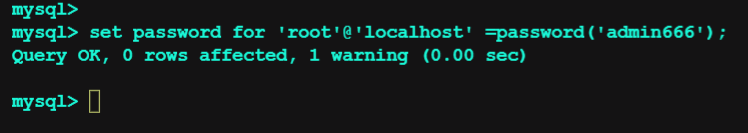 mysql>
mysql> set password for 'root'@'localhost' =password('admin666');
Query OK, 0 rows affected, 1 warning (0.00 sec)
mysql>